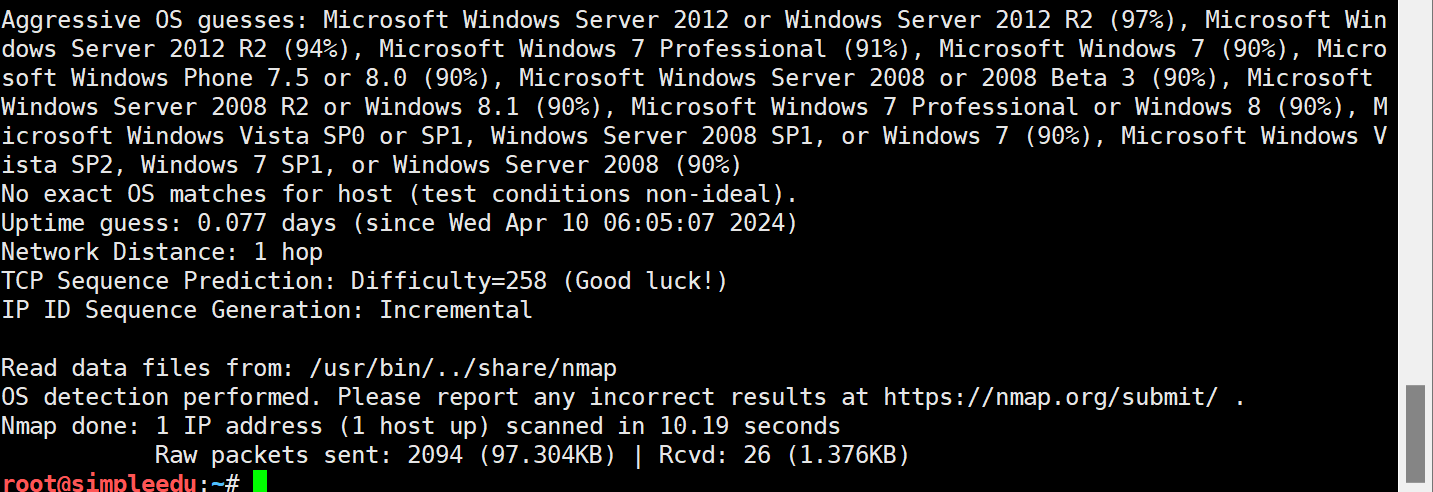 Aggressive OS guesses: Microsoft Windows Server 2012 or Windows Server 2012 R2 (97%), Microsoft Win
dows Server 2012 R2 (94%), Microsoft Windows 7 Professional (91%), Microsoft Windows 7 (90%), Micro
soft Windows Phone 7.5 or 8.0 (90%), Microsoft Windows Server 2008 or 2008 Beta 3 (90%), Microsoft
Windows Server 2008 R2 or Windows 8.1 (90%), Microsoft Windows 7 Professional or Windows 8 (90%), M
icrosoft Windows Vista SP0 or SP1, Windows Server 2008 SP1, or Windows 7 (90%), Microsoft Windows V
ista SP2, Windows 7 SP1, or Windows Server 2008 (90%)
No exact OS matches for host (test conditions non-ideal).
Uptime guess: 0.077 days (since Wed Apr 10 06:05:07 2024)
Network Distance: 1 hop
TCP Sequence Prediction: Difficulty=258 (Good luck!)
IP ID Sequence Generation: Incremental
Read data files from: /usr/bin/../share/nmap
OS detection performed. Please report any incorrect results at https://nmap.org/submit/ .
Nmap done: 1 IP address (1 host up) scanned in 10.19 seconds
Raw packets sent: 2094 (97.304KB) | Rcvd: 26 (1.376KB)
root@simpleedu:~#